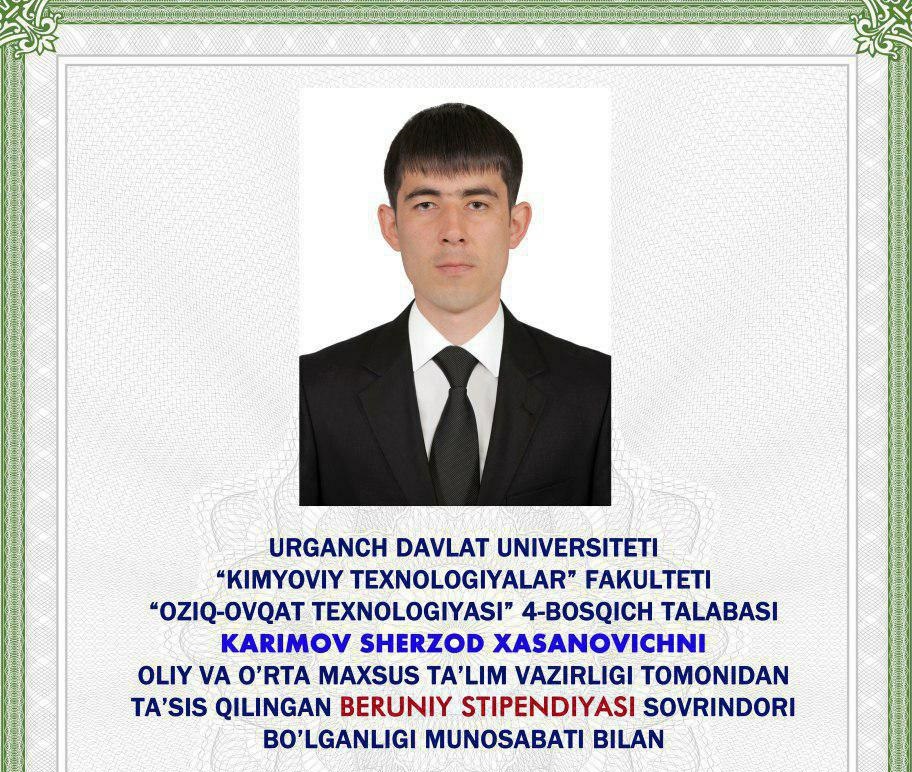 URGANCH DAVLAT UNIVERSITETI
“KIMYOVIY TEXNOLOGIYALAR” FAKULTETI
“OZIQ-OVQAT TEXNOLOGIYASI” 4-BOSQICH TALABASI
KARIMOV SHERZOD XASANOVICHNI
OLIY VA O’RTA MAXSUS TA’LIM VAZIRLIGI TOMONIDAN
TA’SIS QILINGAN BERUNIY STIPENDIYASI SOVRINDORI
BO’LGANLIGI MUNOSABATI BILAN